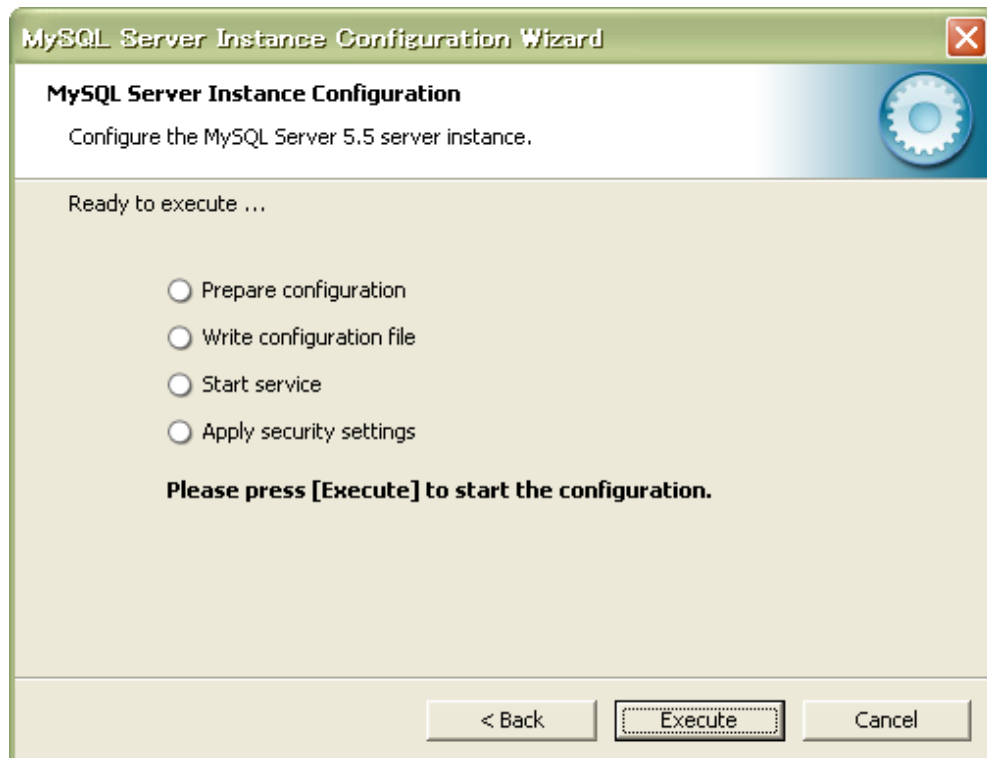 MySQL Server Instance Configuration Wizard
MySQL Server Instance Configuration
Configure the MySQL Server 5.5 server instance.
Ready to execute ...
Prepare configuration
Write configuration file
Start service
Apply security settings
Please press [Execute] to start the configuration.
< Back
Execute
Cancel